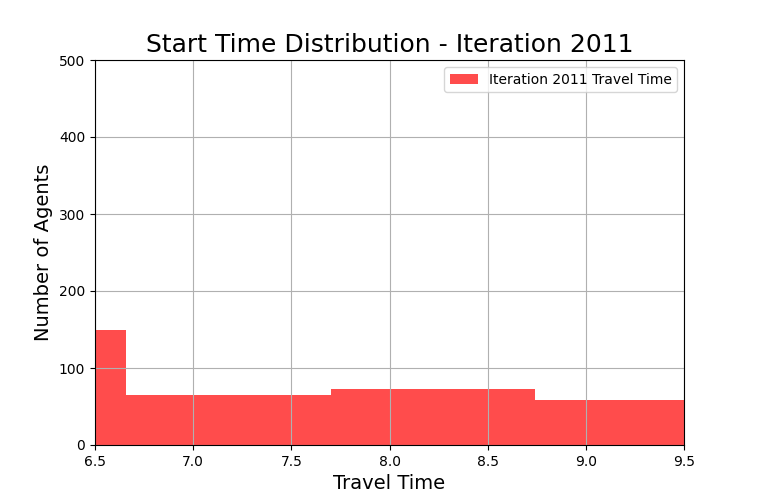 Start Time Distribution - Iteration 2011
Iteration 2011 Travel Time
Number of Agents
500
400
300
200
100
0
6.5 7.0 7.5 8.0 8.5 9.0 9.5
Travel Time